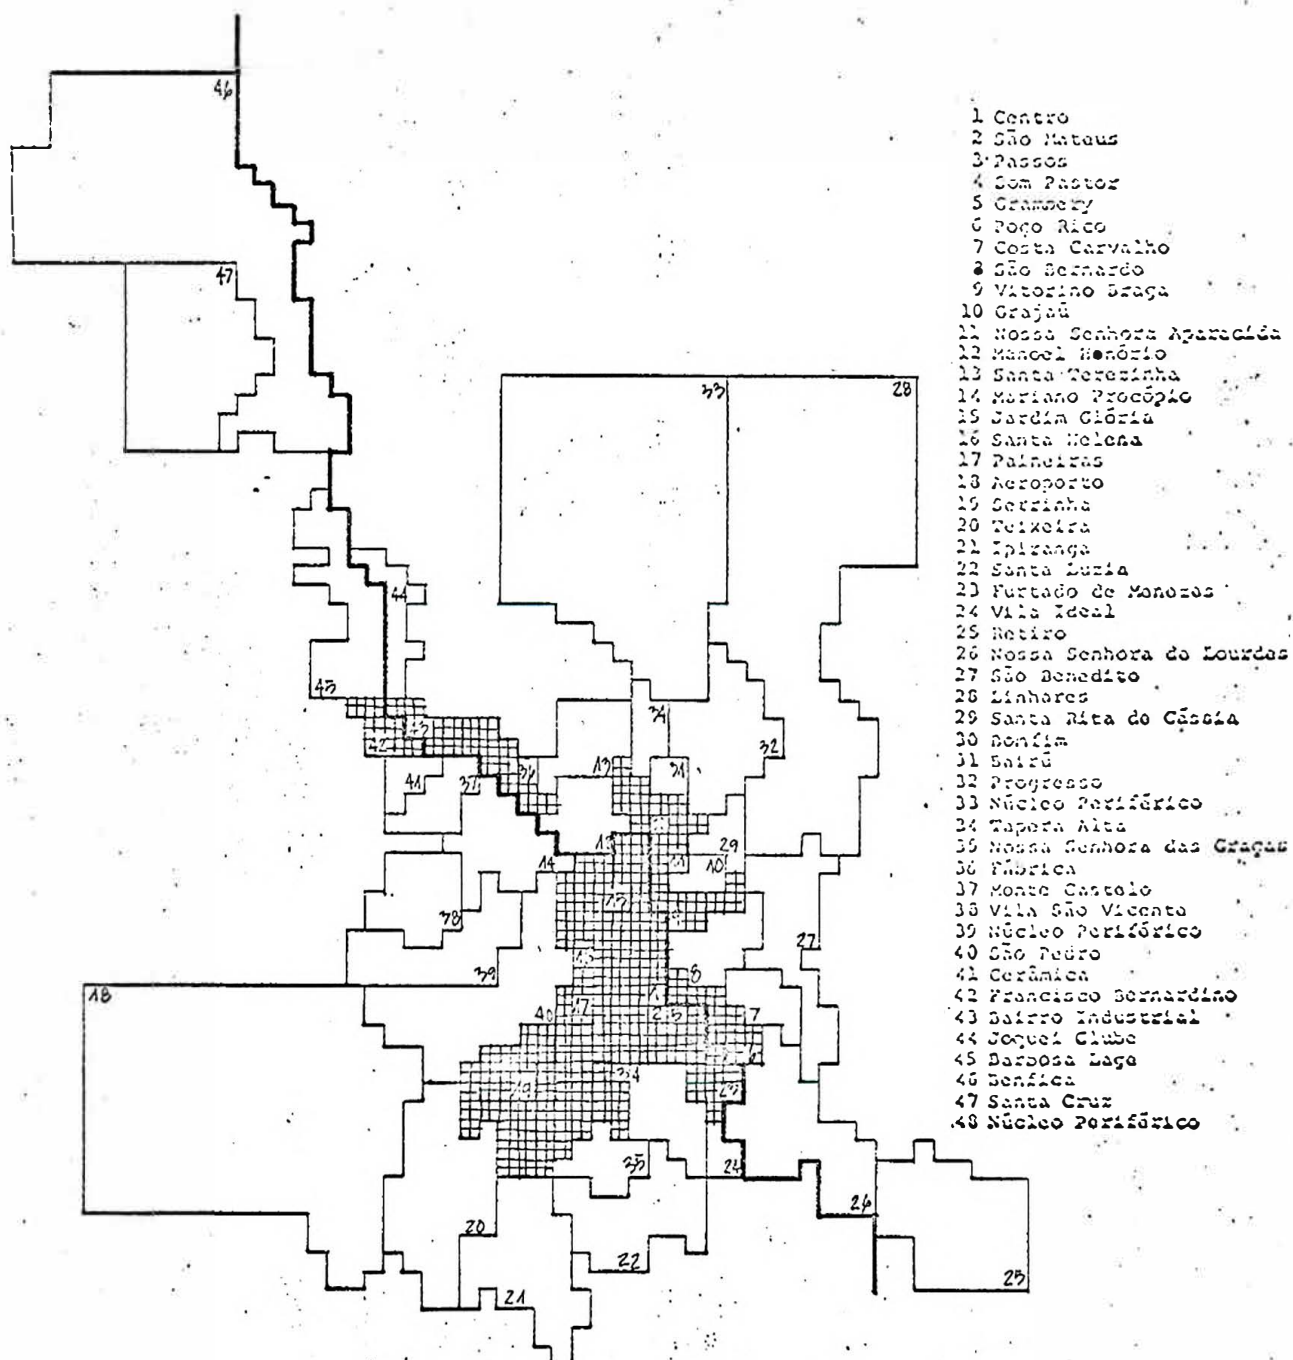 1 Centro
2 São Mateus
3 Passos
4 Bom Pastor
5 Grambery
6 Poço Rico
7 Costa Carvalho
8 São Bernardo
9 Vitorino Braga
10 Grajaú
11 Nossa Senhora Aparecida
12 Manoel Honório
13 Santa Terezinha
14 Mariano Procópio
15 Jardim Glória
16 Santa Helena
17 Paineiras
18 Aeroporto
19 Serrinha
20 Teixeira
21 Ipiranga
22 Santa Luzia
23 Furtado de Menezes
24 Vila Ideal
25 Retiro
26 Nossa Senhora de Lourdes
27 São Benedito
28 Linhares
29 Santa Rita de Cássia
30 Bonfim
31 Bairú
32 Progresso
33 Núcleo Periférico
34 Tapera Alta
35 Nossa Senhora das Graças
36 Fábrica
37 Monte Castelo
38 Vila São Vicente
39 Núcleo Periférico
40 São Pedro
41 Cerâmica
42 Francisco Bernardino
43 Bairro Industrial
44 Joquei Clube
45 Barbosa Lage
46 Benfica
47 Santa Cruz
48 Núcleo Periférico
46
47
33
28
44
45
43
42
34
32
41
37
36
13
31
29
10
14
38
27
39
8
18
40
17
2
5
7
19
23
35
24
26
20
22
21
25